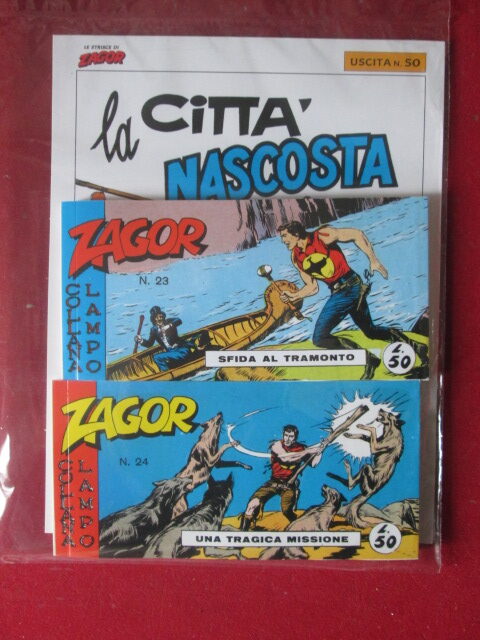 LE STRISCE DI
ZAGOR
USCITA N. 50
la CITTA'
NASCOSTA
ZAGOR
N. 23
COLLANA
LAMPO
SFIDA AL TRAMONTO
L. 50
ZAGOR
N. 24
COLLANA
LAMPO
UNA TRAGICA MISSIONE
L. 50